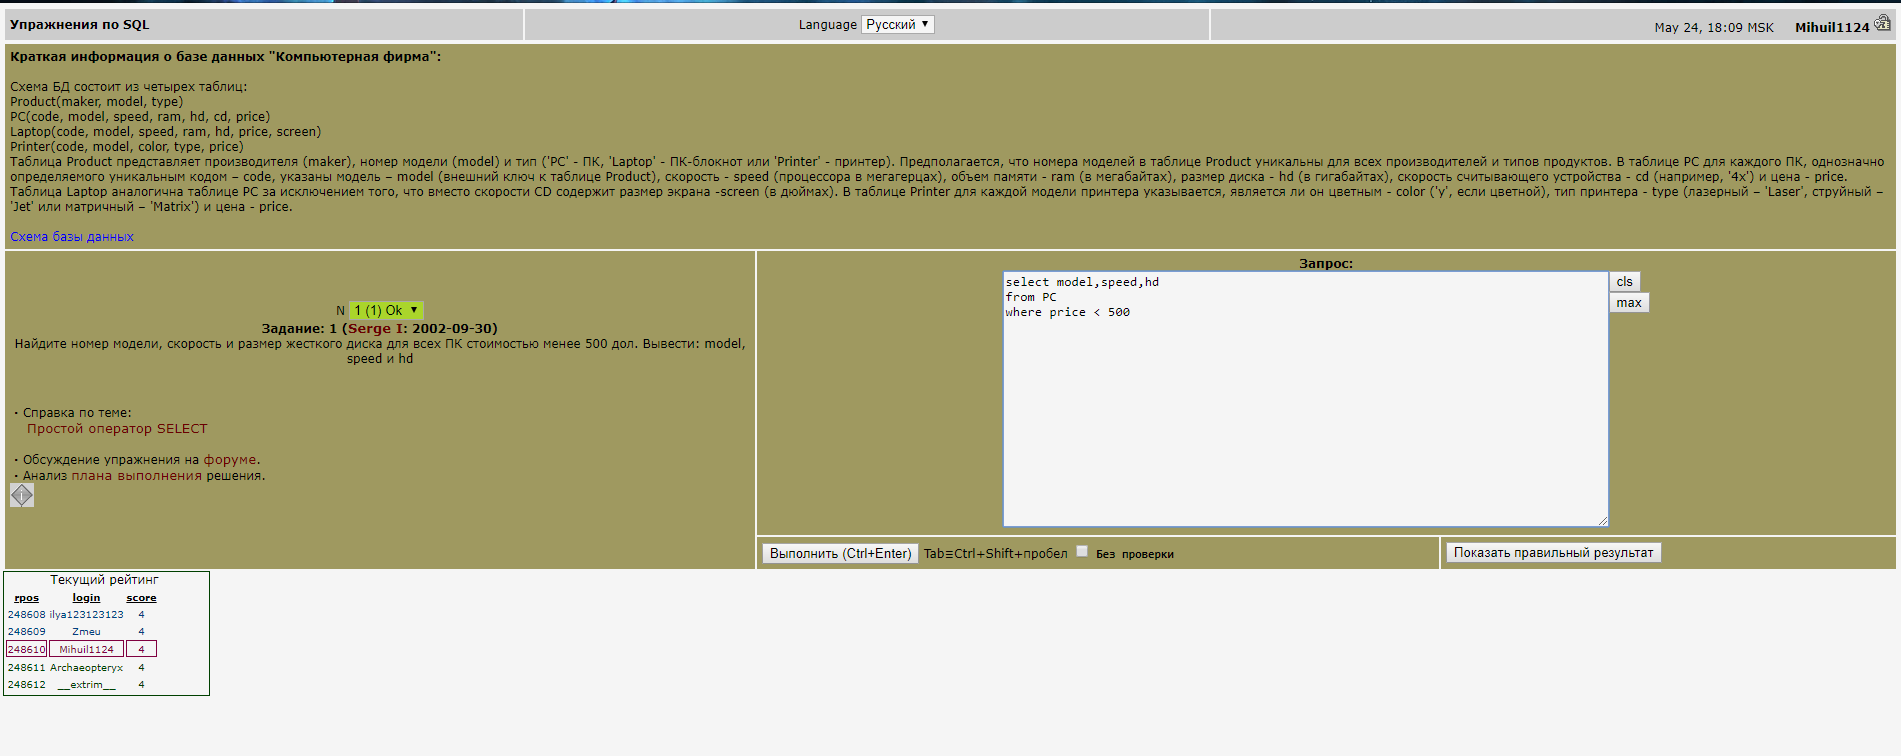 Упражнения по SQL
Language Русский
May 24, 18:09 MSK Mihuil1124
Краткая информация о базе данных "Компьютерная фирма":
Схема БД состоит из четырех таблиц:
Product(maker, model, type)
PC(code, model, speed, ram, hd, cd, price)
Laptop(code, model, speed, ram, hd, price, screen)
Printer(code, model, color, type, price)
Таблица Product представляет производителя (maker), номер модели (model) и тип ('PC' - ПК, 'Laptop' - ПК-блокнот или 'Printer' - принтер). Предполагается, что номера моделей в таблице Product уникальны для всех производителей и типов продуктов. В таблице PC для каждого ПК, однозначно
определяемого уникальным кодом – code, указаны модель – model (внешний ключ к таблице Product), скорость - speed (процессора в мегагерцах), объем памяти - ram (в мегабайтах), размер диска - hd (в гигабайтах), скорость считывающего устройства - cd (например, '4x') и цена - price.
Таблица Laptop аналогична таблице РС за исключением того, что вместо скорости CD содержит размер экрана -screen (в дюймах). В таблице Printer для каждой модели принтера указывается, является ли он цветным - color ('y', если цветной), тип принтера - type (лазерный – 'Laser', струйный –
'Jet' или матричный – 'Matrix') и цена - price.
Схема базы данных
N 1 (1) Ok
Задание: 1 (Serge I: 2002-09-30)
Найдите номер модели, скорость и размер жесткого диска для всех ПК стоимостью менее 500 дол. Вывести: model,
speed и hd
· Справка по теме:
Простой оператор SELECT
· Обсуждение упражнения на форуме.
· Анализ плана выполнения решения.
Запрос:
select model,speed,hd
from PC
where price < 500
cls
max
Выполнить (Ctrl+Enter) Tab≡Ctrl+Shift+пробел Без проверки
Показать правильный результат
Текущий рейтинг
rpos login score
248608 ilya123123123 4
248609 Zmeu 4
248610 Mihuil1124 4
248611 Archaeopteryx 4
248612 __extrim__ 4